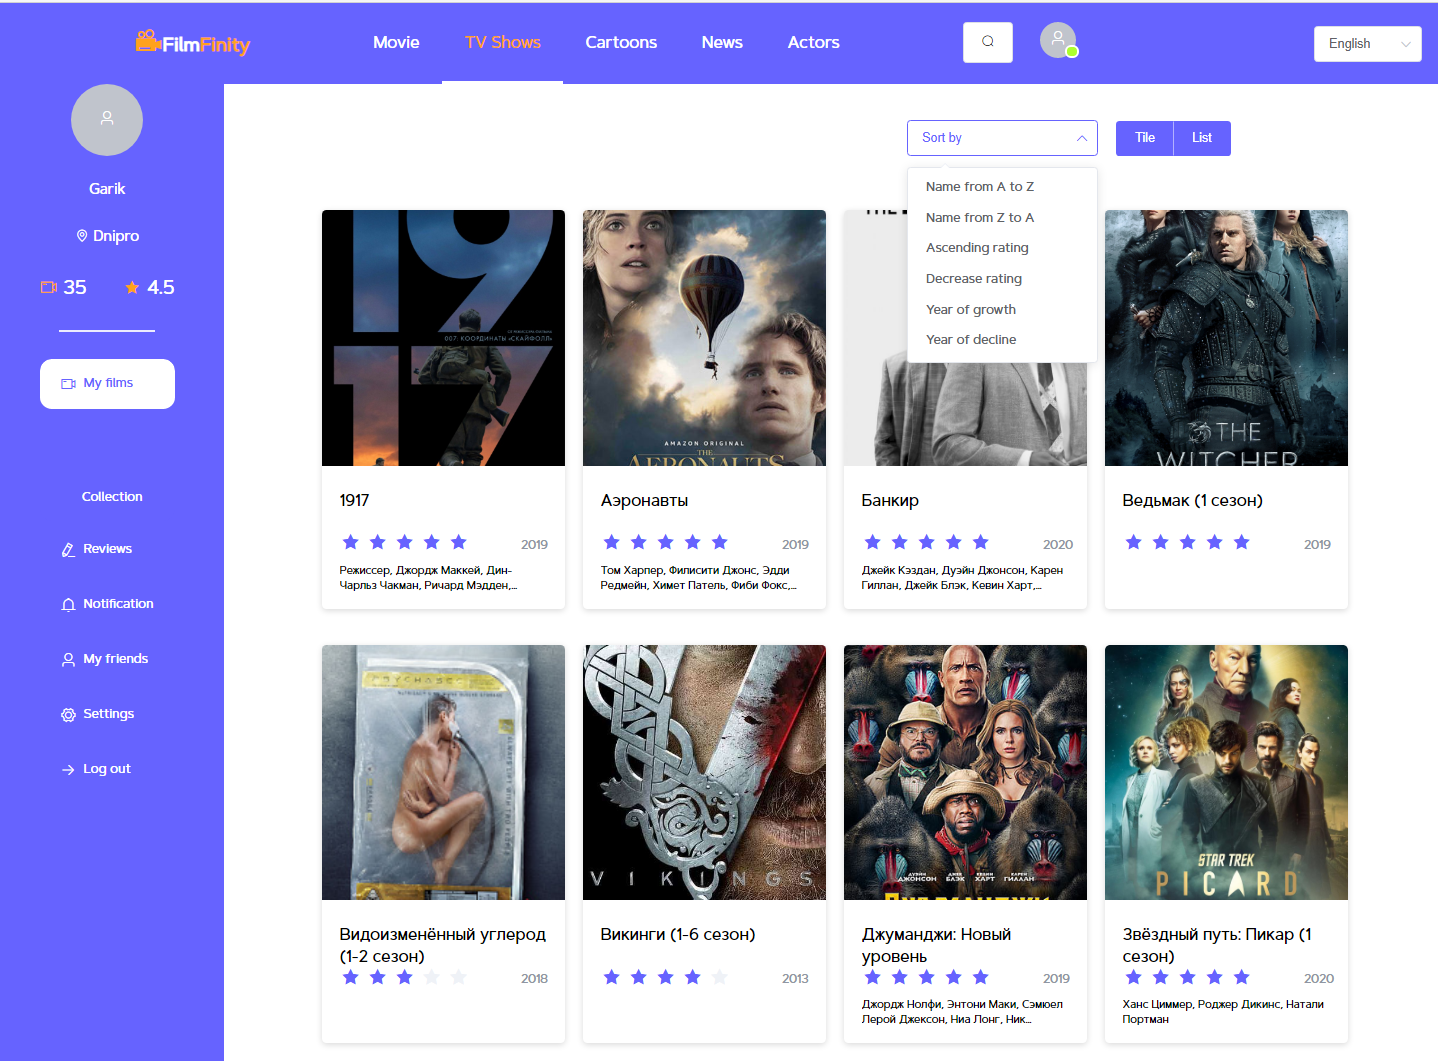 FilmFinity
Movie
TV Shows
Cartoons
News
Actors
English
Garik
Dnipro
35
4.5
My films
Collection
Reviews
Notification
My friends
Settings
Log out
Sort by
Tile
List
Name from A to Z
Name from Z to A
Ascending rating
Decrease rating
Year of growth
Year of decline
19
007: КООРДИНАТЫ «СКАЙФОЛЛ»
17
1917
2019
Режиссер, Джордж Маккей, Дин-
Чарльз Чакман, Ричард Мэдден,...
AMAZON ORIGINAL
THE
AERONAUTS
Аэронавты
2019
Том Харпер, Филисити Джонс, Эдди
Редмейн, Химет Патель, Фиби Фокс,...
Банкир
2020
Джейк Кэздан, Дуэйн Джонсон, Карен
Гиллан, Джейк Блэк, Кевин Харт,...
THE
WITCHER
Ведьмак (1 сезон)
2019
PSYCHASEC
Видоизменённый углерод
(1-2 сезон)
2018
VIKINGS
Викинги (1-6 сезон)
2013
ДУЭЙН
ДЖОНСОН
ДЖЕК
БЛЭК
КЕВИН
ХАРТ
КАРЕН
ГИЛЛАН
ДЖУМАНДЖИ
Джуманджи: Новый
уровень
2019
Джордж Нолфи, Энтони Маки, Сэмюел
Лерой Джексон, Ниа Лонг, Ник...
STAR TREK
PICARD
Звёздный путь: Пикар (1
сезон)
2020
Ханс Циммер, Роджер Дикинс, Натали
Портман